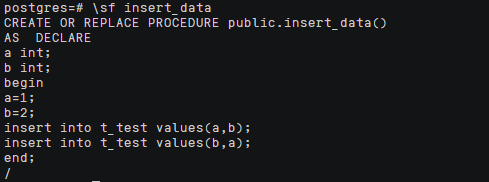 postgres=# \sf insert_data
CREATE OR REPLACE PROCEDURE public.insert_data()
AS  DECLARE
a int;
b int;
begin
a=1;
b=2;
insert into t_test values(a,b);
insert into t_test values(b,a);
end;
/